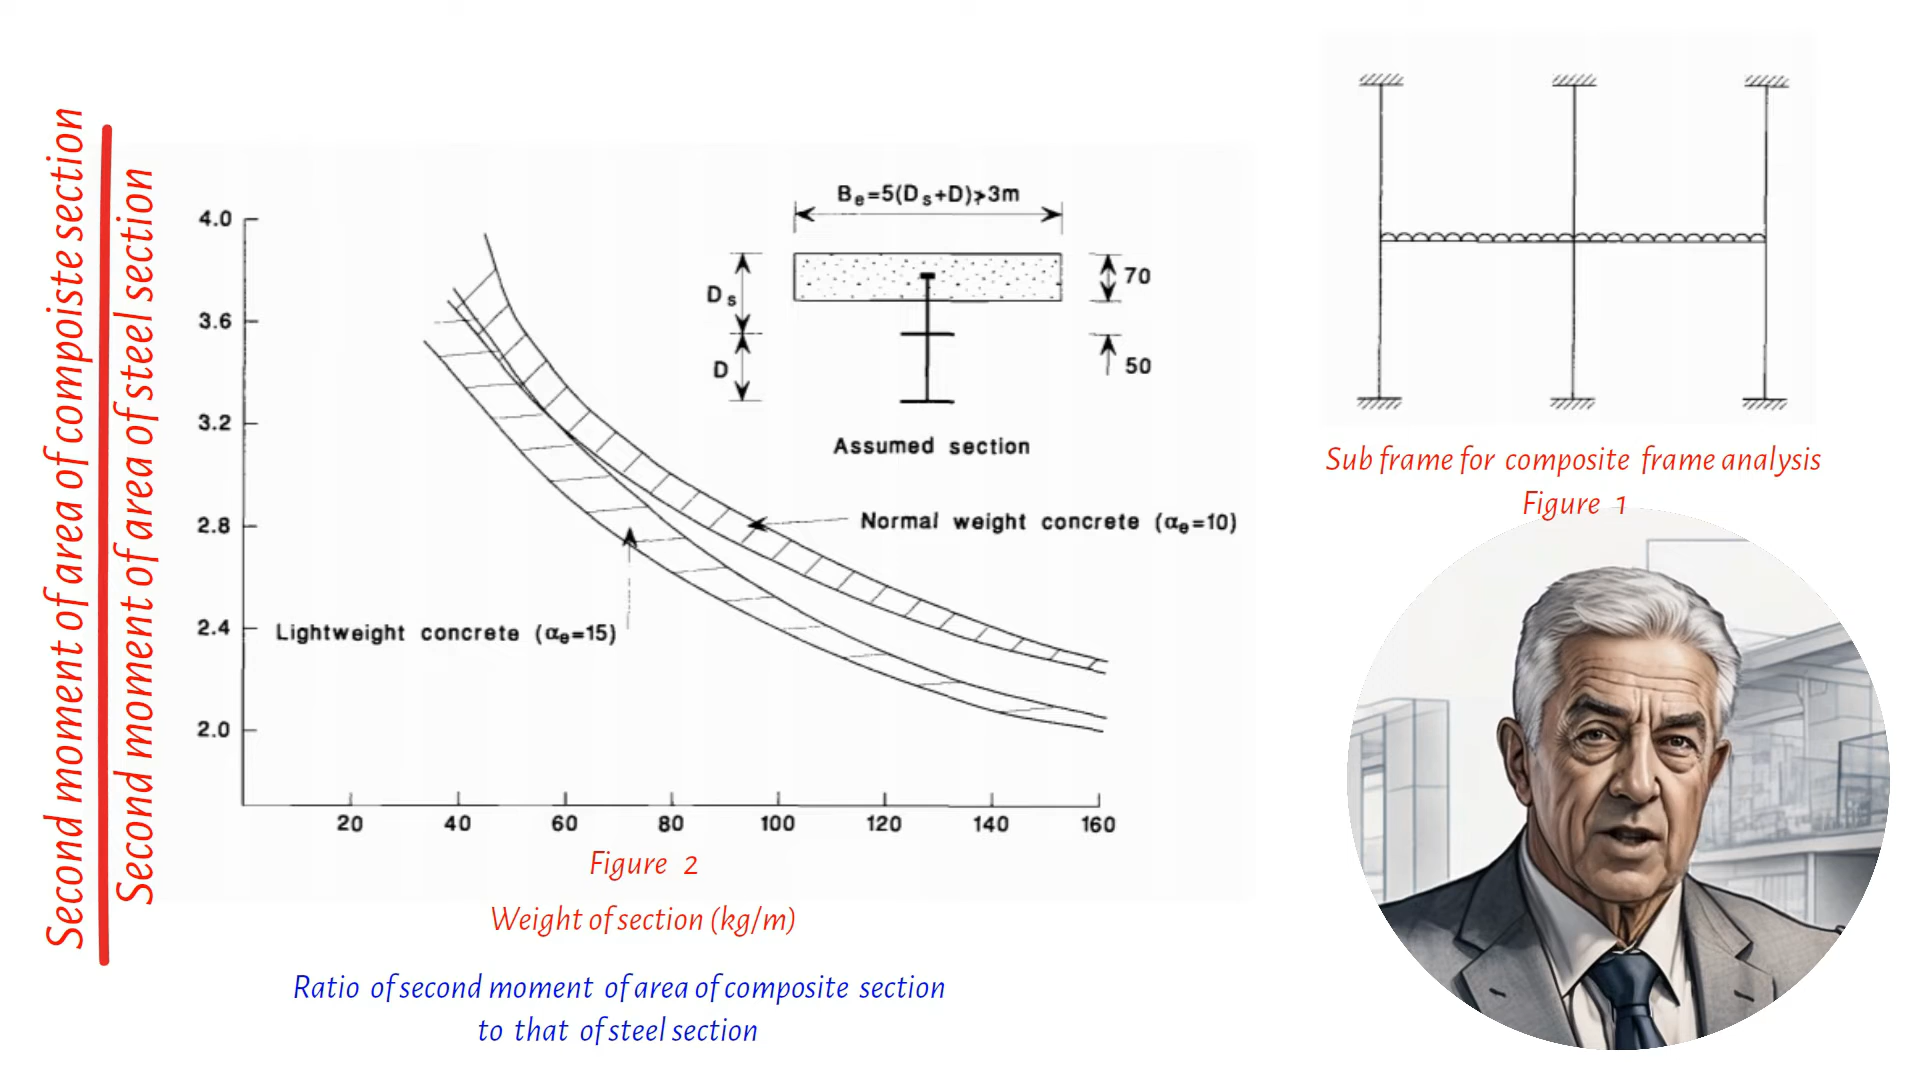 Second moment of area of compoiste section
Second moment of area of steel section
4.0
3.6
3.2
2.8
2.4
2.0
20 40 60 80 100 120 140 160
Bₑ=5(Dₛ+D)≯3m
Dₛ
D
70
50
Assumed section
Normal weight concrete (αₑ=10)
Lightweight concrete (αₑ=15)
Figure 2
Weight of section (kg/m)
Ratio of second moment of area of composite section
to that of steel section
Sub frame for composite frame analysis
Figure 1